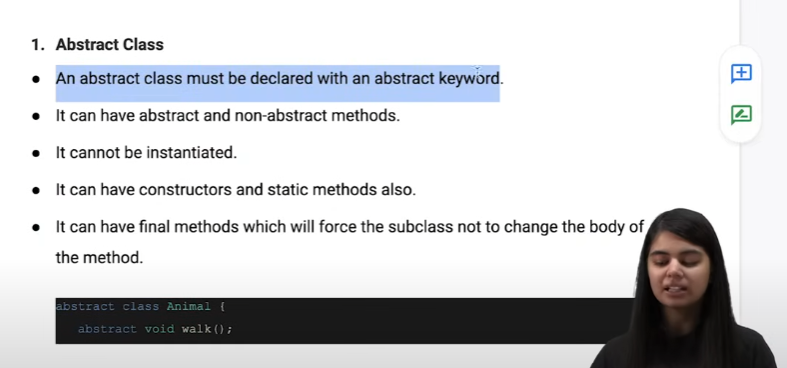 1. Abstract Class
● An abstract class must be declared with an abstract keyword.
● It can have abstract and non-abstract methods.
● It cannot be instantiated.
● It can have constructors and static methods also.
● It can have final methods which will force the subclass not to change the body of
the method.
abstract class Animal {
abstract void walk();